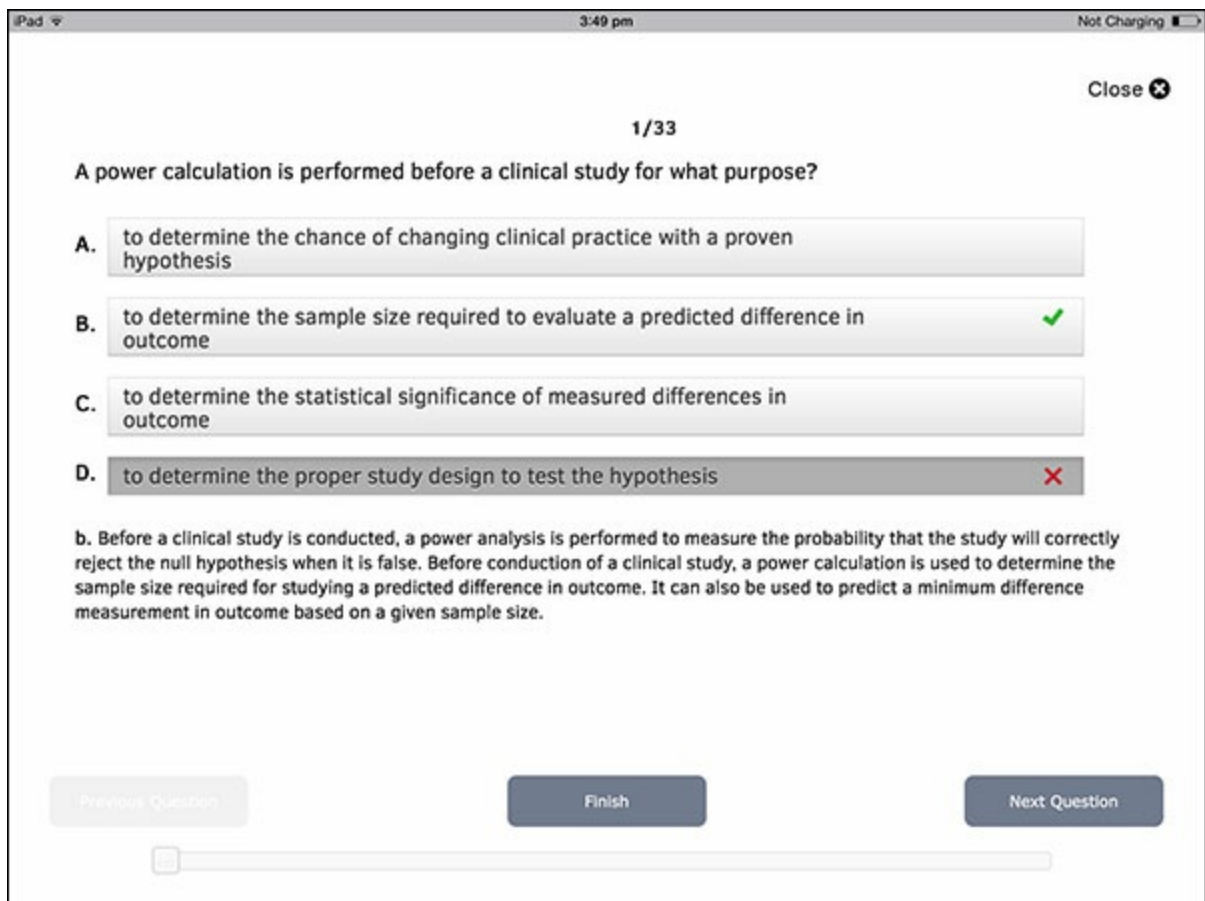 iPad 3:49 pm Not Charging
Close
1/33
A power calculation is performed before a clinical study for what purpose?
A. to determine the chance of changing clinical practice with a proven
hypothesis
B. to determine the sample size required to evaluate a predicted difference in
outcome
C. to determine the statistical significance of measured differences in
outcome
D. to determine the proper study design to test the hypothesis
b. Before a clinical study is conducted, a power analysis is performed to measure the probability that the study will correctly
reject the null hypothesis when it is false. Before conduction of a clinical study, a power calculation is used to determine the
sample size required for studying a predicted difference in outcome. It can also be used to predict a minimum difference
measurement in outcome based on a given sample size.
Previous Question Finish Next Question